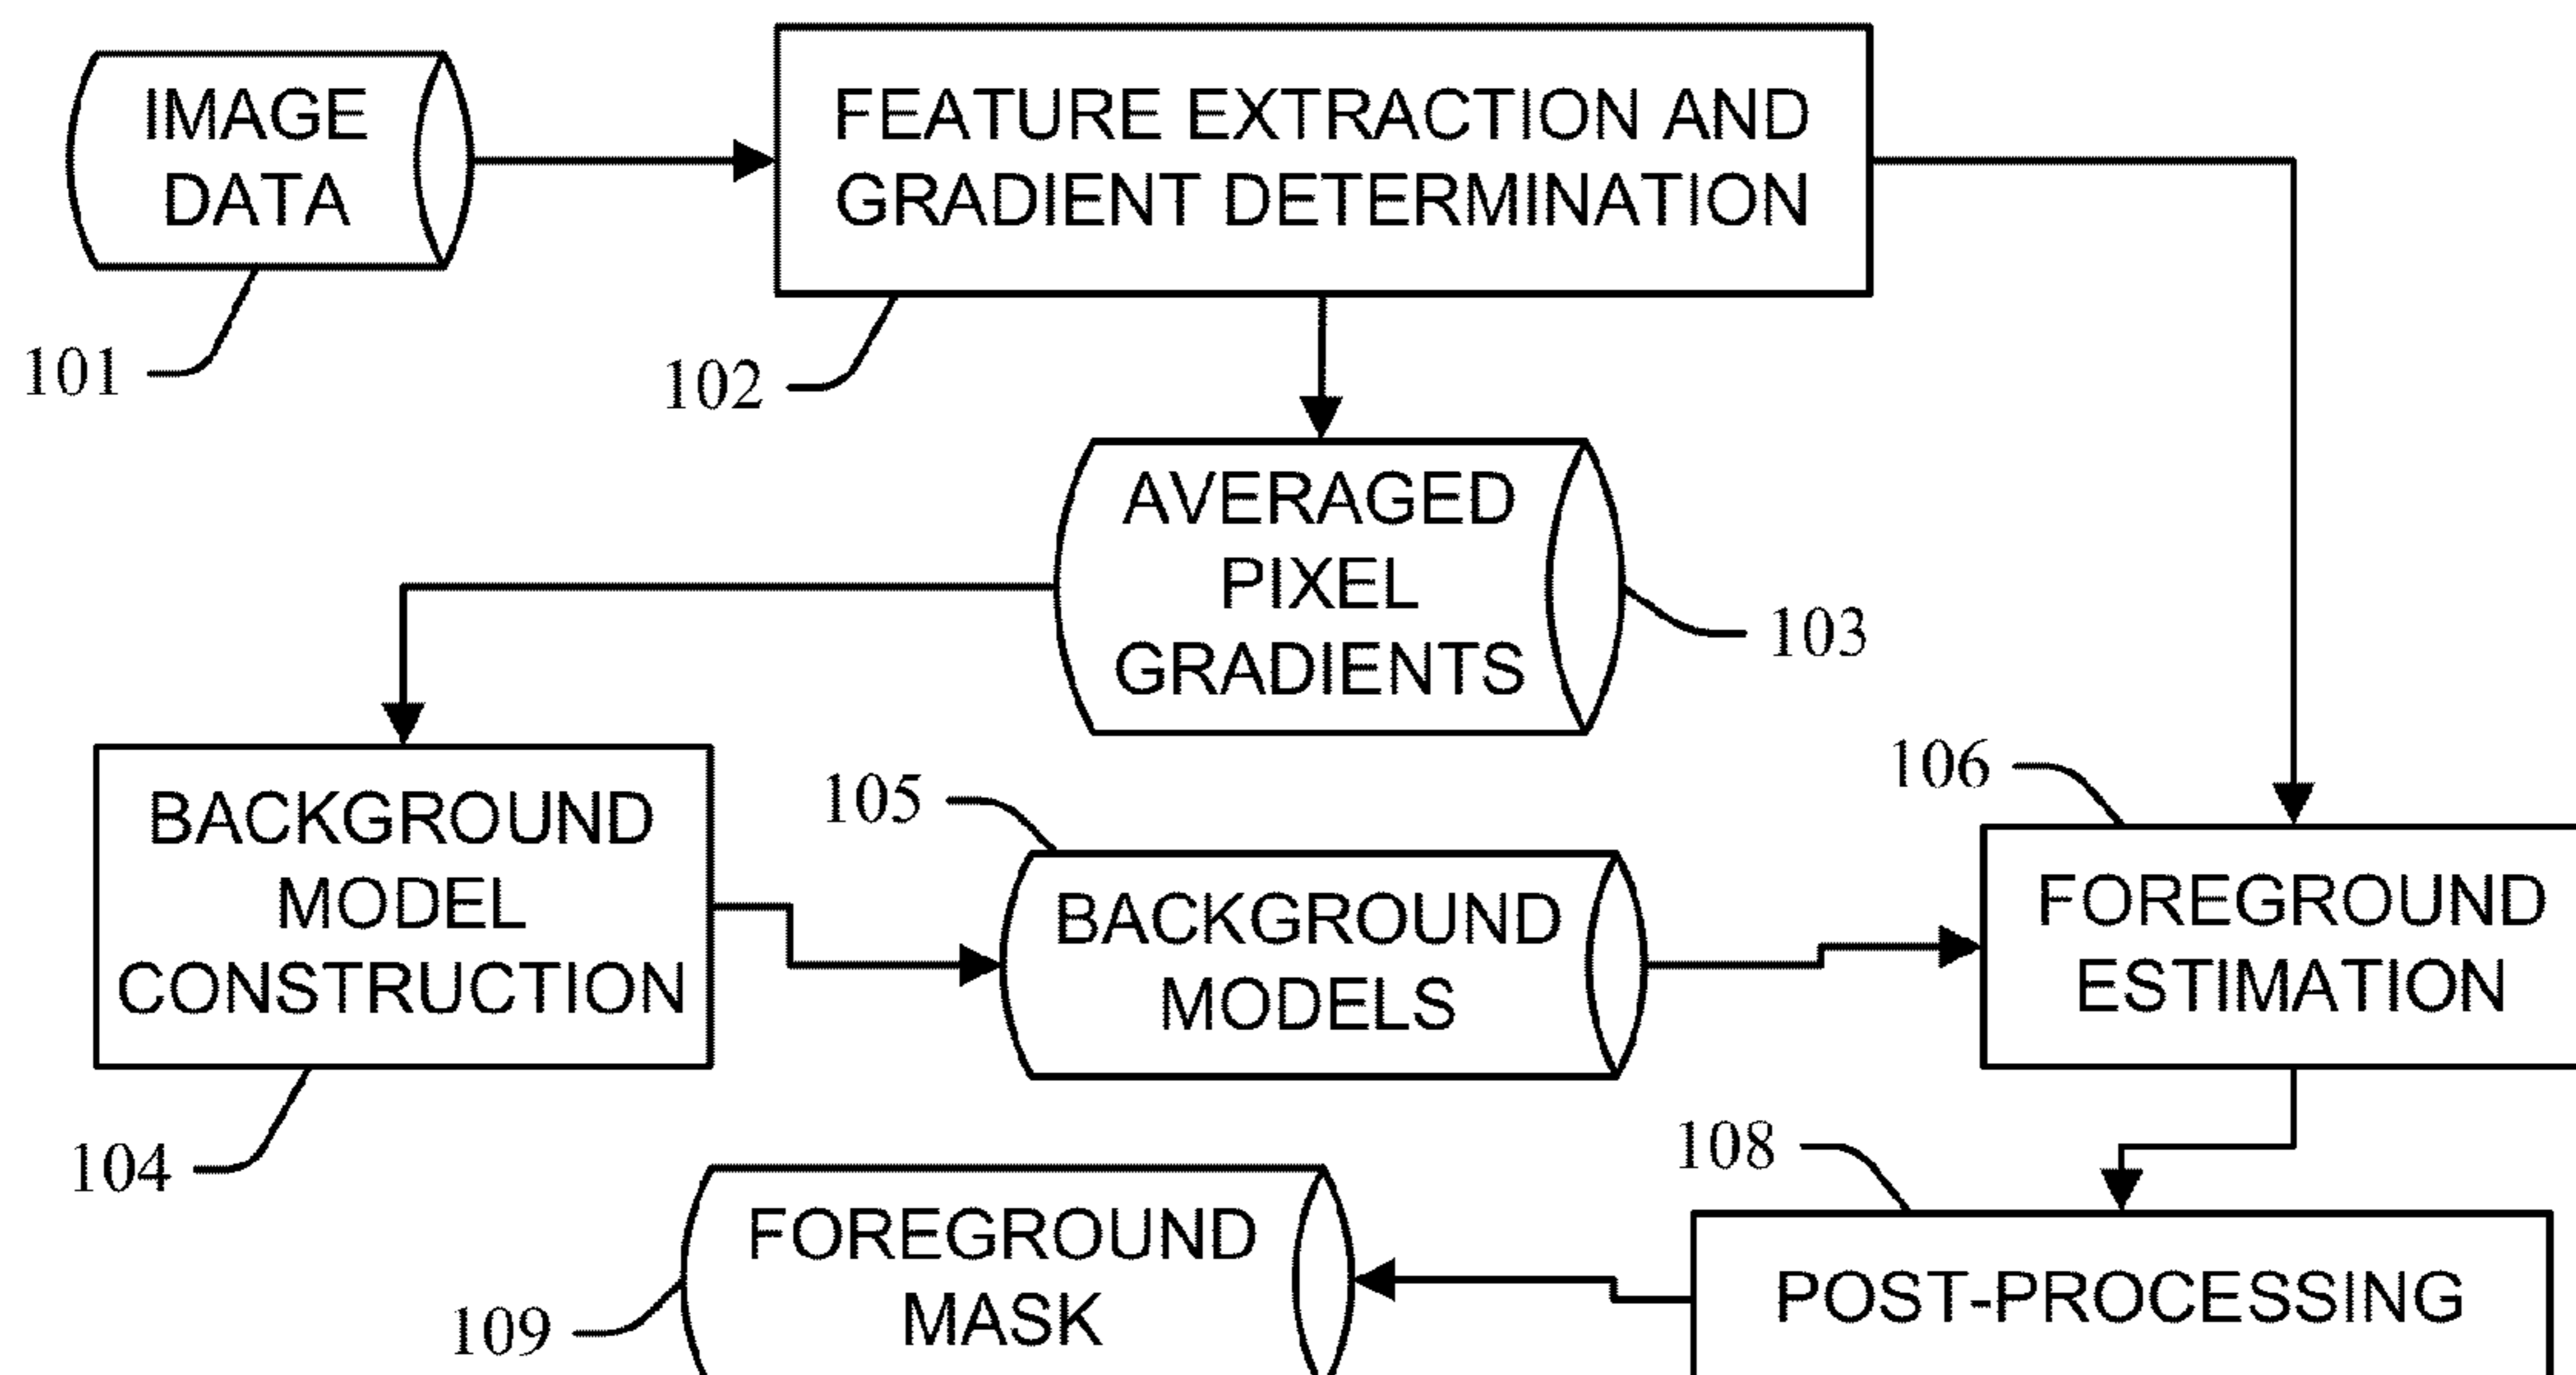 IMAGE
DATA
101
FEATURE EXTRACTION AND
GRADIENT DETERMINATION
102
AVERAGED
PIXEL
GRADIENTS
103
BACKGROUND
MODEL
CONSTRUCTION
104
105
BACKGROUND
MODELS
106
FOREGROUND
ESTIMATION
108
POST-PROCESSING
FOREGROUND
MASK
109